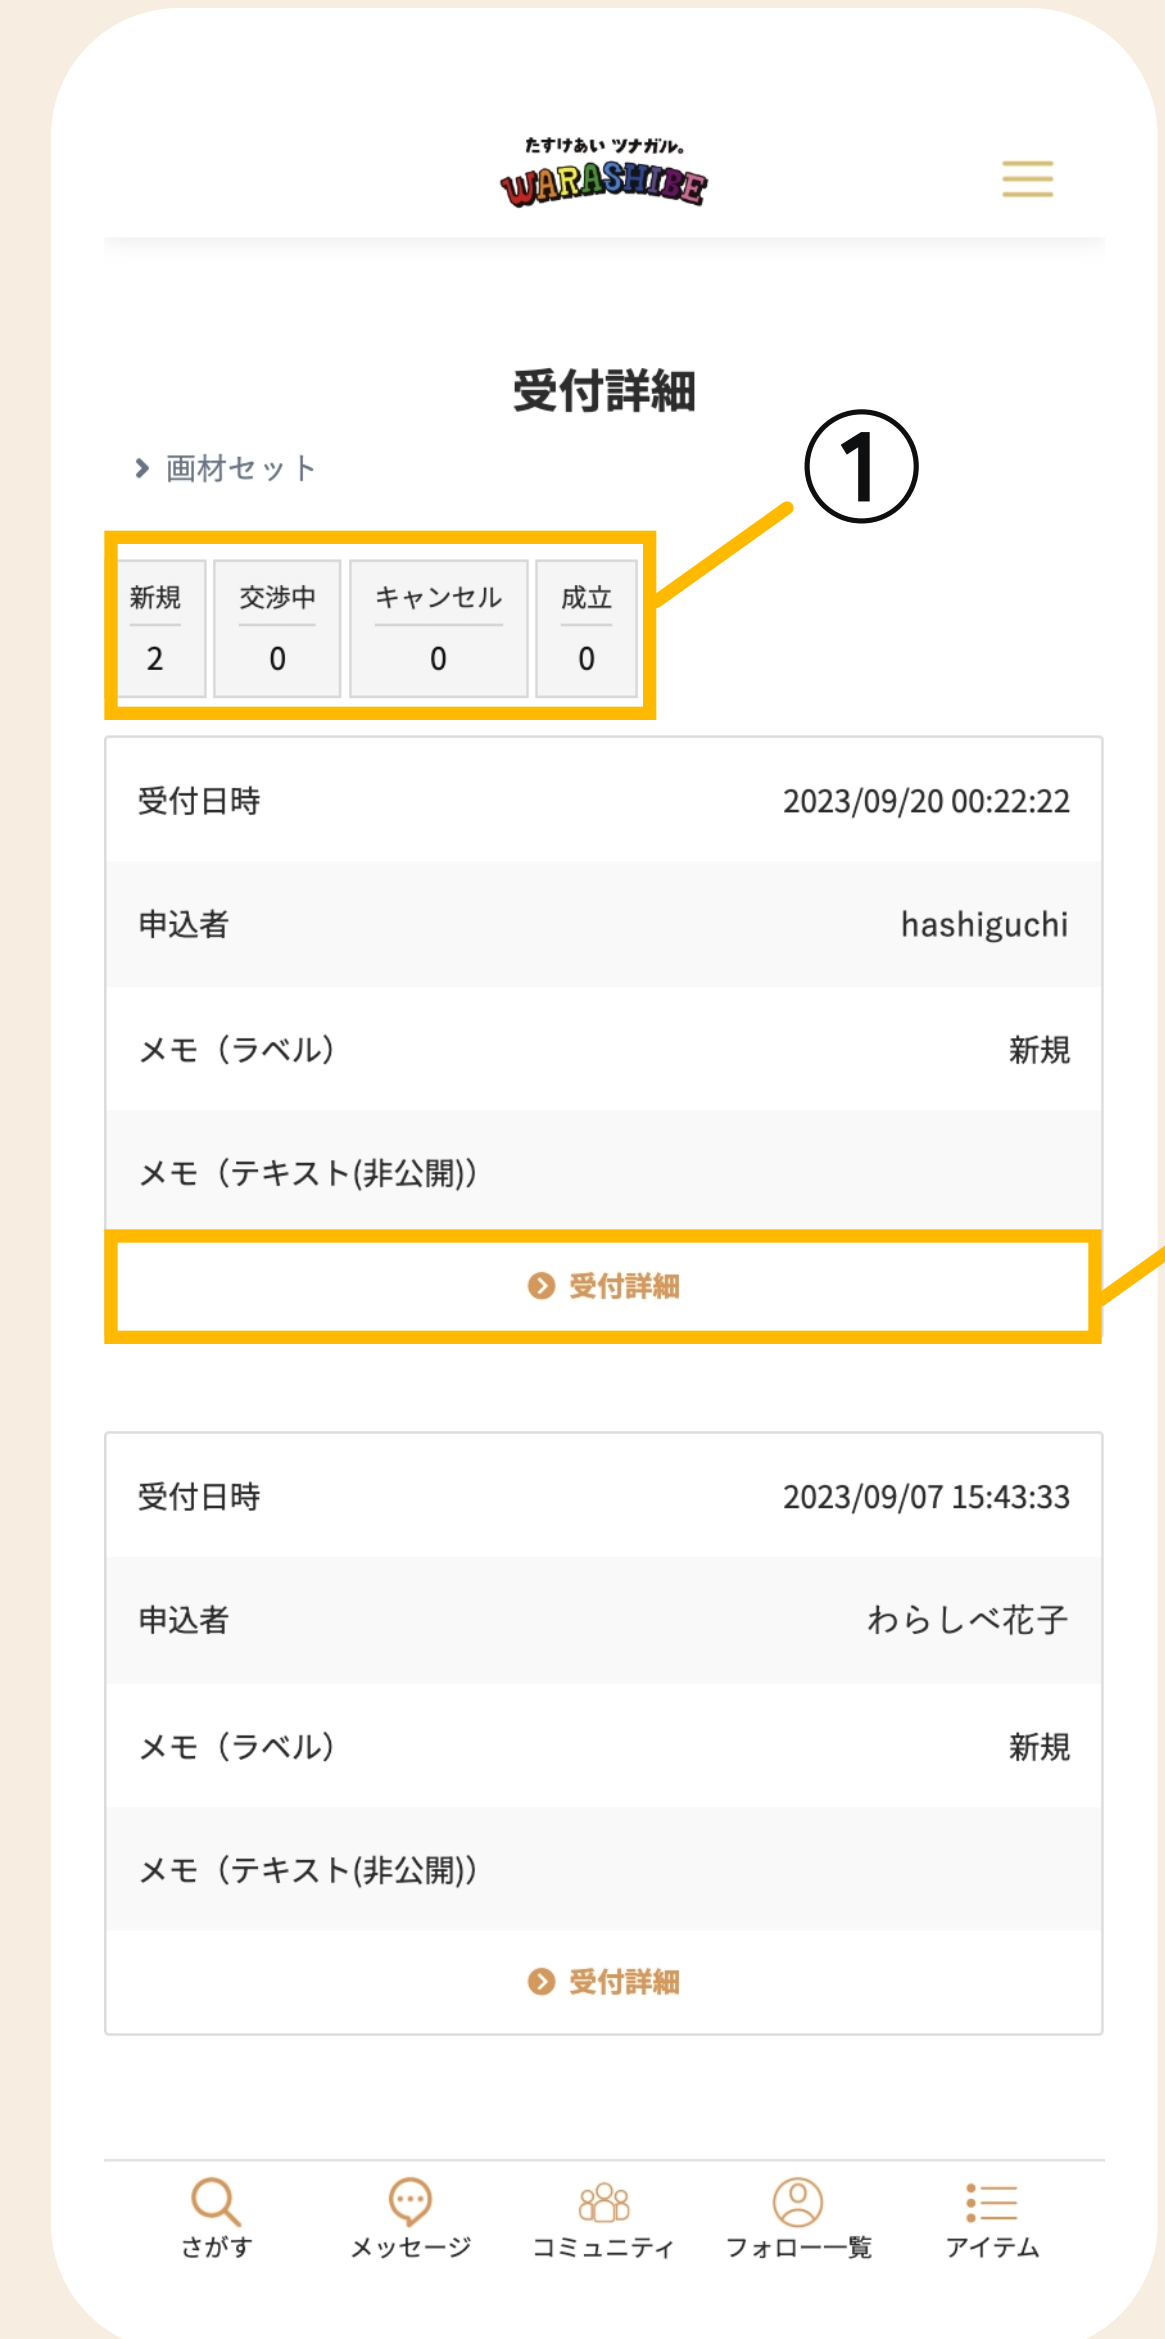 たすけあい ツナガル。
WARASHIBE
受付詳細
画材セット
①
新規 交渉中 キャンセル 成立
2 0 0 0
受付日時 2023/09/20 00:22:22
申込者 hashiguchi
メモ（ラベル） 新規
メモ（テキスト(非公開)）
受付詳細
受付日時 2023/09/07 15:43:33
申込者 わらしべ花子
メモ（ラベル） 新規
メモ（テキスト(非公開)）
受付詳細
さがす メッセージ コミュニティ フォロー一覧 アイテム